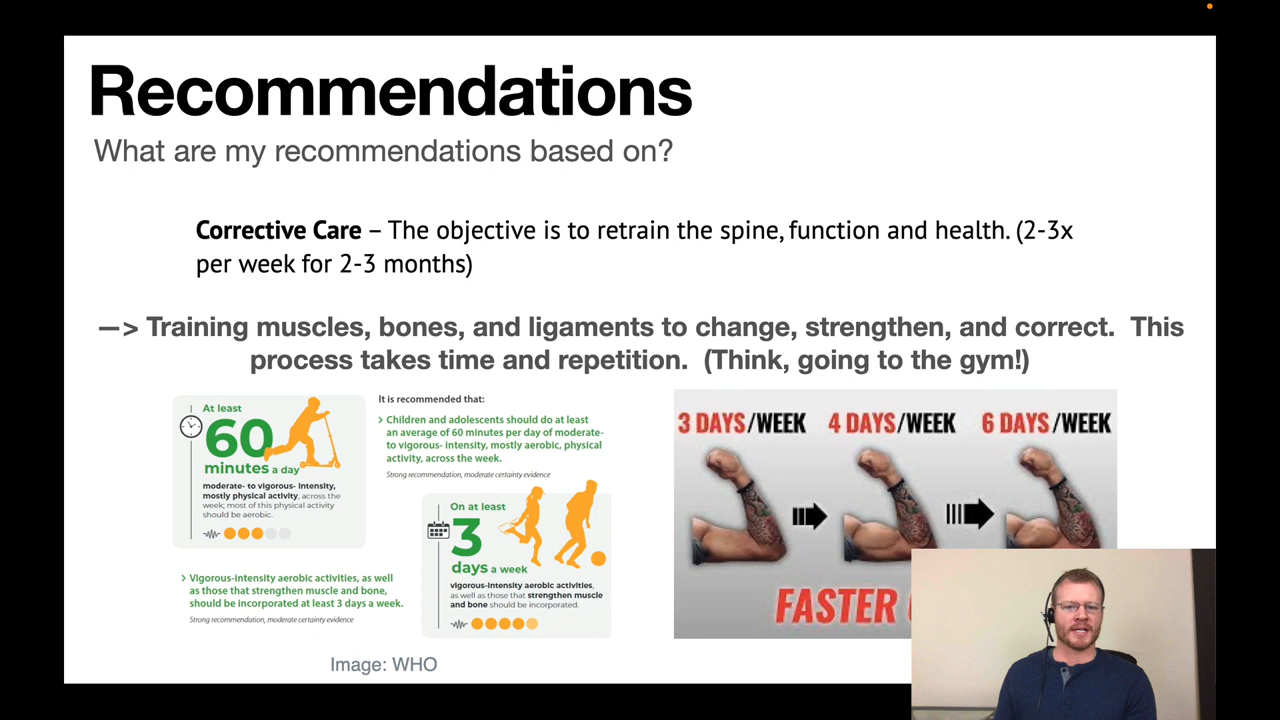 Recommendations
What are my recommendations based on?
Corrective Care – The objective is to retrain the spine, function and health. (2-3x
per week for 2-3 months)
—> Training muscles, bones, and ligaments to change, strengthen, and correct.  This
process takes time and repetition.  (Think, going to the gym!)
At least
60
minutes a day
moderate- to vigorous- intensity,
mostly physical activity, across the
week; most of this physical activity
should be aerobic.
It is recommended that:
Children and adolescents should do at least
an average of 60 minutes per day of moderate-
to vigorous- intensity, mostly aerobic, physical
activity, across the week.
Strong recommendation, moderate certainty evidence
On at least
3
days a week
vigorous-intensity aerobic activities,
as well as those that strengthen muscle
and bone should be incorporated.
Vigorous-intensity aerobic activities, as well
as those that strengthen muscle and bone,
should be incorporated at least 3 days a week.
Strong recommendation, moderate certainty evidence
Image: WHO
3 DAYS/WEEK 4 DAYS/WEEK 6 DAYS/WEEK
FASTER